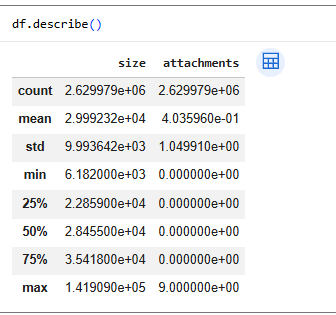 df.describe()
size attachments
count 2.629979e+06 2.629979e+06
mean 2.999232e+04 4.035960e-01
std 9.993642e+03 1.049910e+00
min 6.182000e+03 0.000000e+00
25% 2.285900e+04 0.000000e+00
50% 2.845500e+04 0.000000e+00
75% 3.541800e+04 0.000000e+00
max 1.419090e+05 9.000000e+00